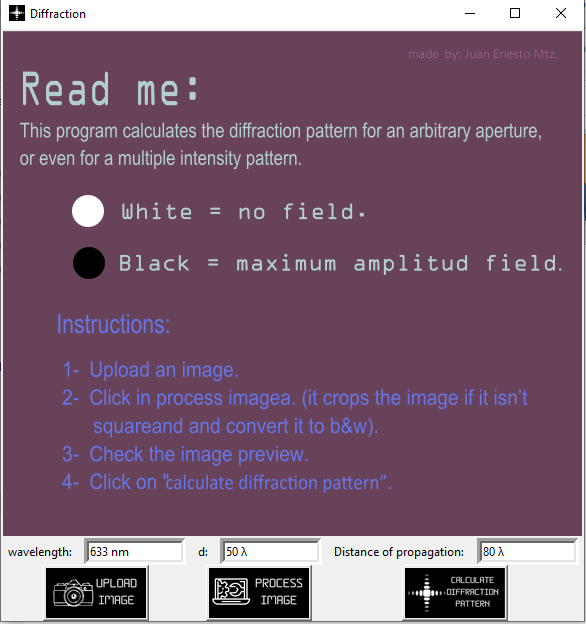 Diffraction
made by: Juan Enesto Mtz.
Read me:
This program calculates the diffraction pattern for an arbitrary aperture,
or even for a multiple intensity pattern.
White = no field.
Black = maximum amplitud field.
Instructions:
1- Upload an image.
2- Click in process imagea. (it crops the image if it isn't
squareand and convert it to b&w).
3- Check the image preview.
4- Click on "calculate diffraction pattern”.
wavelength: 633 nm d: 50 λ Distance of propagation: 80 λ
UPLOAD
IMAGE
PROCESS
IMAGE
CALCULATE
DIFFRACTION
PATTERN